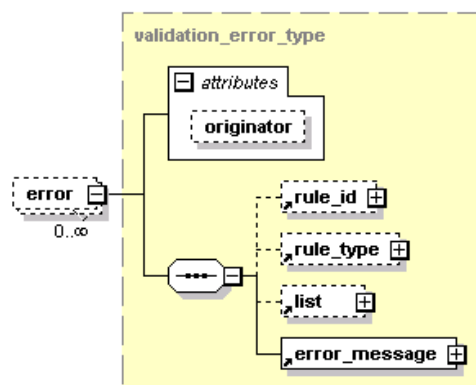 validation_error_type
attributes
originator
error
0..∞
rule_id
rule_type
list
error_message